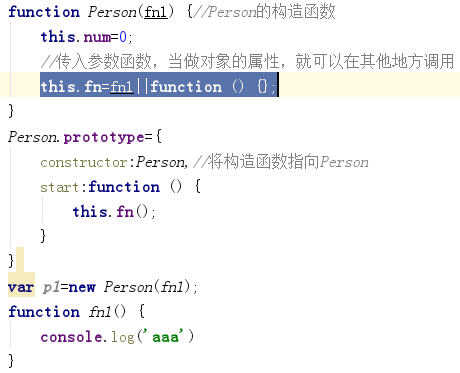 function Person(fn1) {//Person的构造函数
this.num=0;
//传入参数函数，当做对象的属性，就可以在其他地方调用
this.fn=fn1||function () {};
}
Person.prototype={
constructor:Person,//将构造函数指向Person
start:function () {
this.fn();
}
}
var p1=new Person(fn1);
function fn1() {
console.log('aaa')
}